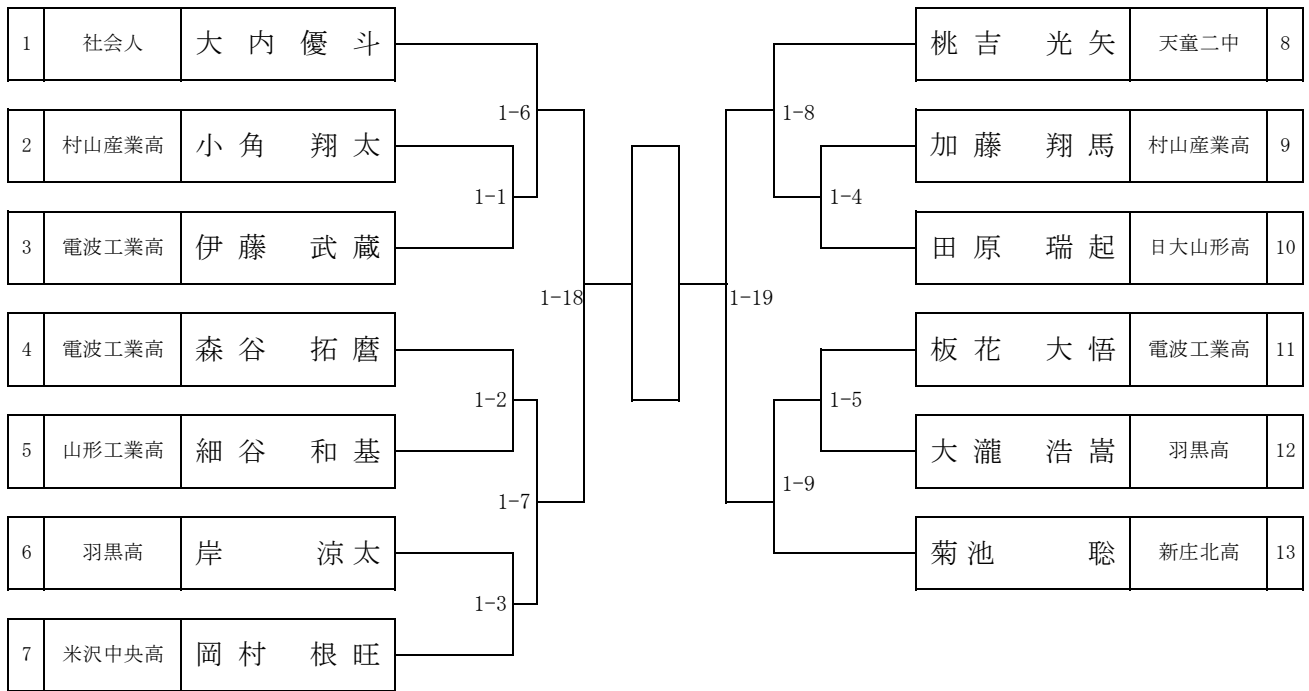 1 社会人 大内優斗
2 村山産業高 小角 翔太
3 電波工業高 伊藤 武蔵
4 電波工業高 森谷 拓麿
5 山形工業高 細谷 和基
6 羽黒高 岸 涼太
7 米沢中央高 岡村 根旺
1-6
1-1
1-18
1-2
1-7
1-3
1-8
1-4
1-19
1-5
1-9
桃吉 光矢 天童二中 8
加藤 翔馬 村山産業高 9
田原 瑞起 日大山形高 10
板花 大悟 電波工業高 11
大瀧 浩嵩 羽黒高 12
菊池 聡 新庄北高 13